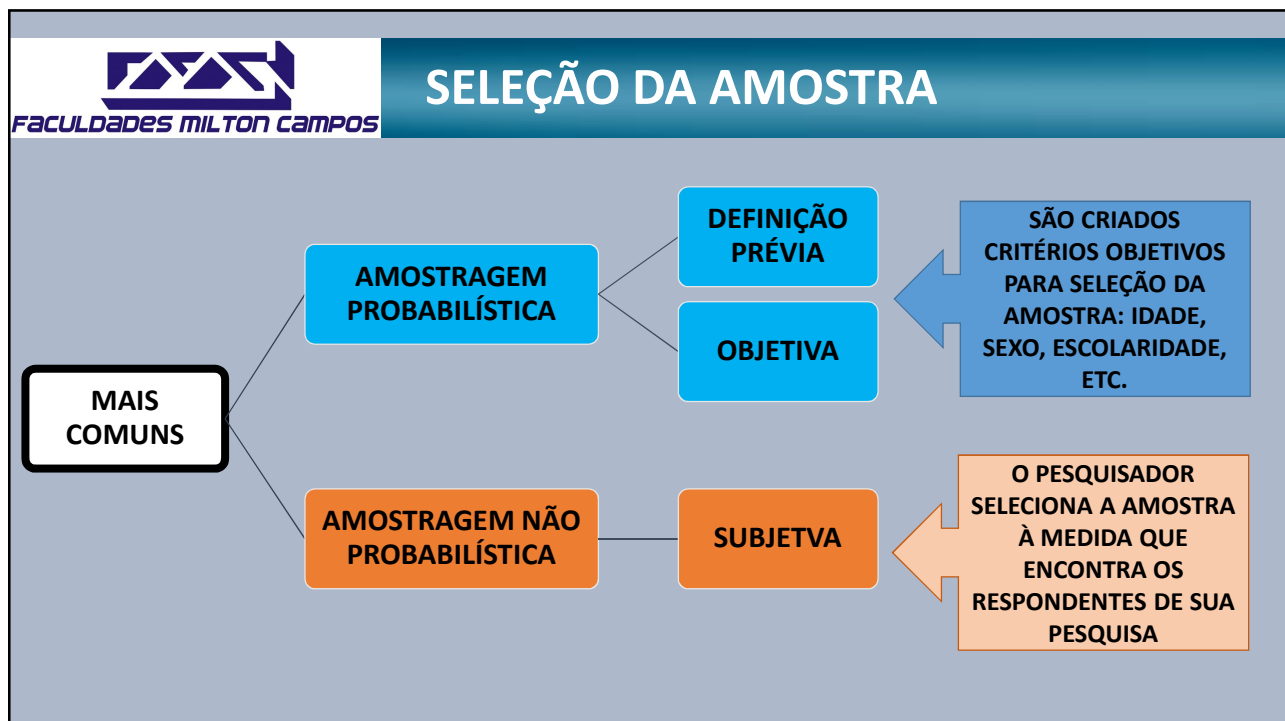 FACULDADES MILTON CAMPOS
SELEÇÃO DA AMOSTRA
MAIS
COMUNS
AMOSTRAGEM
PROBABILÍSTICA
DEFINIÇÃO
PRÉVIA
OBJETIVA
SÃO CRIADOS
CRITÉRIOS OBJETIVOS
PARA SELEÇÃO DA
AMOSTRA: IDADE,
SEXO, ESCOLARIDADE,
ETC.
AMOSTRAGEM NÃO
PROBABILÍSTICA
SUBJETVA
O PESQUISADOR
SELECIONA A AMOSTRA
À MEDIDA QUE
ENCONTRA OS
RESPONDENTES DE SUA
PESQUISA